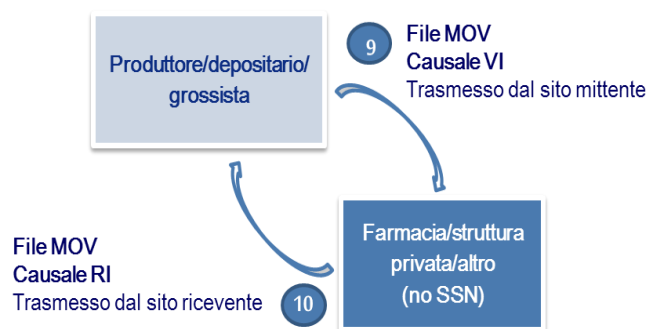 Produttore/depositario/
grossista
9
File MOV
Causale VI
Trasmesso dal sito mittente
File MOV
Causale RI
Trasmesso dal sito ricevente
10
Farmacia/struttura
privata/altro
(no SSN)